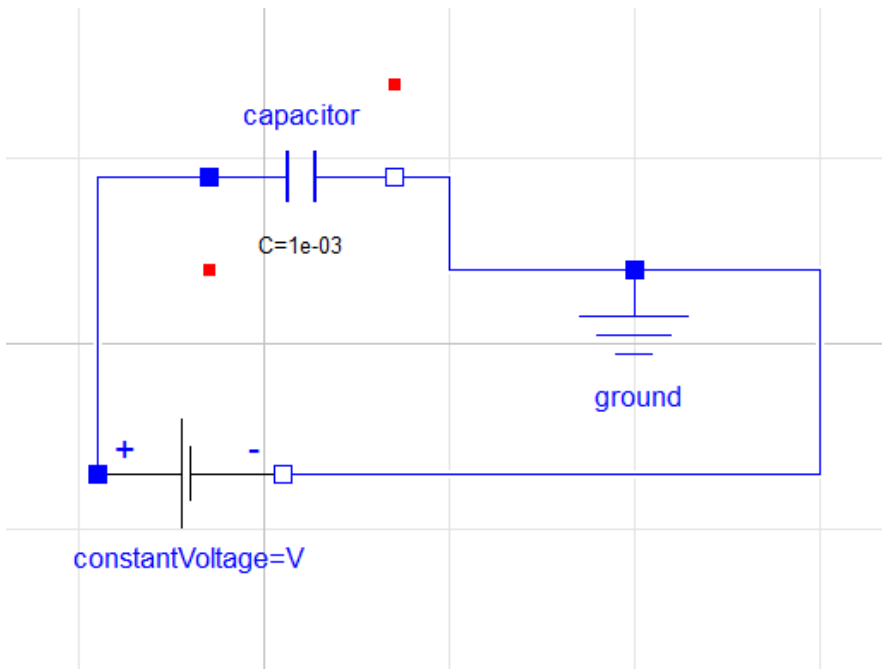 capacitor
C=1e-03
ground
+ -
constantVoltage=V